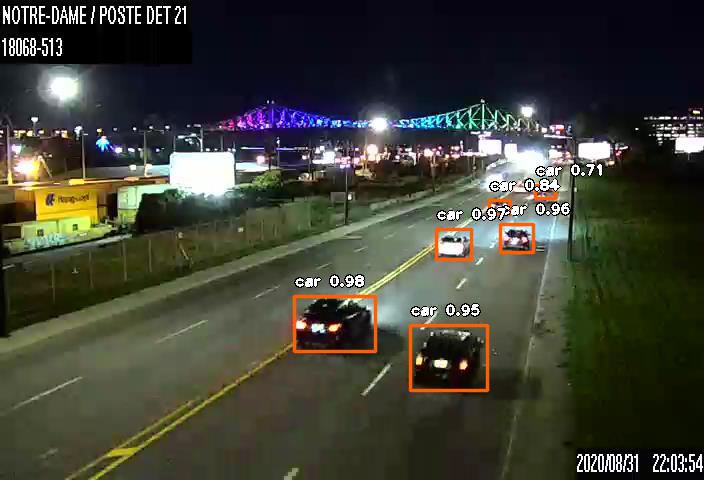 NOTRE-DAME / POSTE DET 21
18068-513
car 0.71
car 0.84
car 0.97
car 0.96
car 0.98
car 0.95
2020/08/31 22:03:54